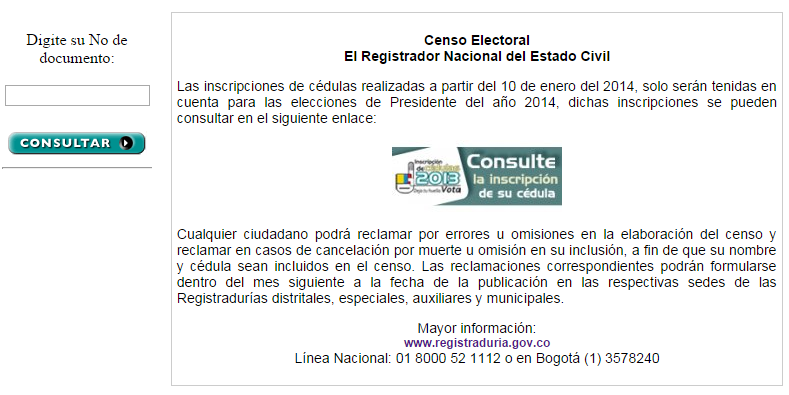 Digite su No de
documento:
CONSULTAR
Censo Electoral
El Registrador Nacional del Estado Civil
Las inscripciones de cédulas realizadas a partir del 10 de enero del 2014, solo serán tenidas en
cuenta para las elecciones de Presidente del año 2014, dichas inscripciones se pueden
consultar en el siguiente enlace:
Inscripción
de cédulas
2013
Vota
Consulte
la inscripción
de su cédula
Cualquier ciudadano podrá reclamar por errores u omisiones en la elaboración del censo y
reclamar en casos de cancelación por muerte u omisión en su inclusión, a fin de que su nombre
y cédula sean incluidos en el censo. Las reclamaciones correspondientes podrán formularse
dentro del mes siguiente a la fecha de la publicación en las respectivas sedes de las
Registradurías distritales, especiales, auxiliares y municipales.
Mayor información:
www.registraduria.gov.co
Línea Nacional: 01 8000 52 1112 o en Bogotá (1) 3578240